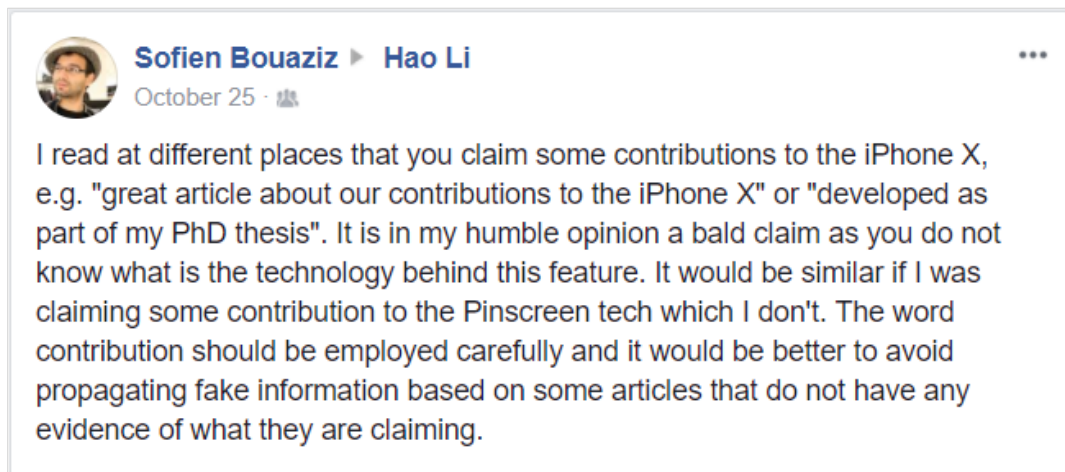 Sofien Bouaziz ▸ Hao Li
October 25 ·
I read at different places that you claim some contributions to the iPhone X,
e.g. "great article about our contributions to the iPhone X" or "developed as
part of my PhD thesis". It is in my humble opinion a bald claim as you do not
know what is the technology behind this feature. It would be similar if I was
claiming some contribution to the Pinscreen tech which I don't. The word
contribution should be employed carefully and it would be better to avoid
propagating fake information based on some articles that do not have any
evidence of what they are claiming.